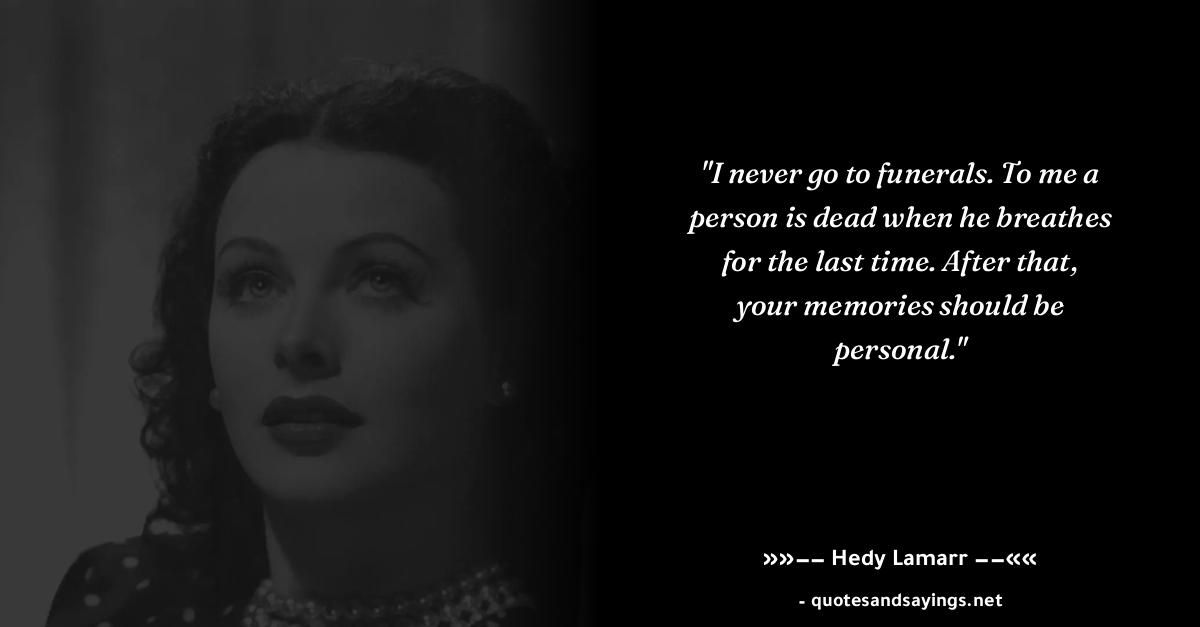 "I never go to funerals. To me a
person is dead when he breathes
for the last time. After that,
your memories should be
personal."
»»–– Hedy Lamarr ––««
- quotesandsayings.net